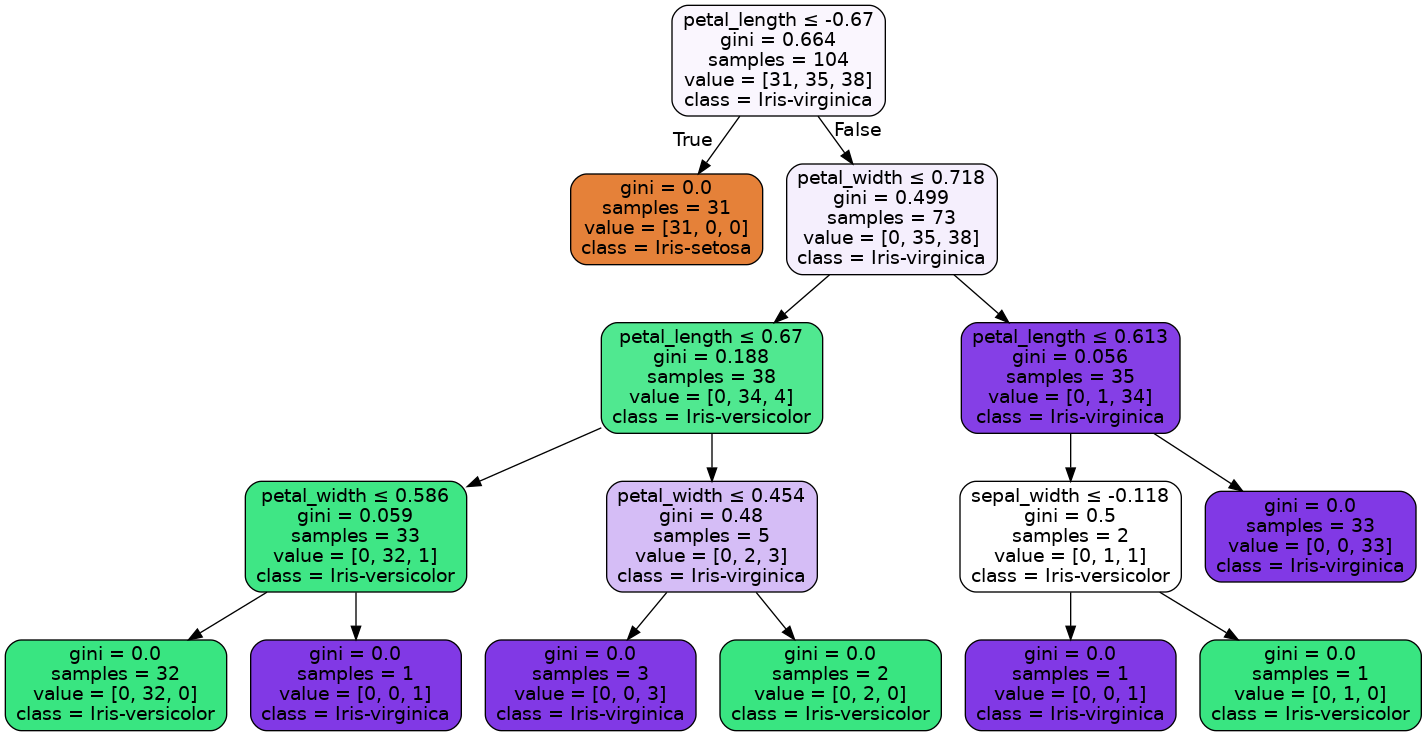 petal_length ≤ -0.67
gini = 0.664
samples = 104
value = [31, 35, 38]
class = Iris-virginica
True
False
gini = 0.0
samples = 31
value = [31, 0, 0]
class = Iris-setosa
petal_width ≤ 0.718
gini = 0.499
samples = 73
value = [0, 35, 38]
class = Iris-virginica
petal_length ≤ 0.67
gini = 0.188
samples = 38
value = [0, 34, 4]
class = Iris-versicolor
petal_length ≤ 0.613
gini = 0.056
samples = 35
value = [0, 1, 34]
class = Iris-virginica
petal_width ≤ 0.586
gini = 0.059
samples = 33
value = [0, 32, 1]
class = Iris-versicolor
petal_width ≤ 0.454
gini = 0.48
samples = 5
value = [0, 2, 3]
class = Iris-virginica
sepal_width ≤ -0.118
gini = 0.5
samples = 2
value = [0, 1, 1]
class = Iris-versicolor
gini = 0.0
samples = 33
value = [0, 0, 33]
class = Iris-virginica
gini = 0.0
samples = 32
value = [0, 32, 0]
class = Iris-versicolor
gini = 0.0
samples = 1
value = [0, 0, 1]
class = Iris-virginica
gini = 0.0
samples = 3
value = [0, 0, 3]
class = Iris-virginica
gini = 0.0
samples = 2
value = [0, 2, 0]
class = Iris-versicolor
gini = 0.0
samples = 1
value = [0, 0, 1]
class = Iris-virginica
gini = 0.0
samples = 1
value = [0, 1, 0]
class = Iris-versicolor